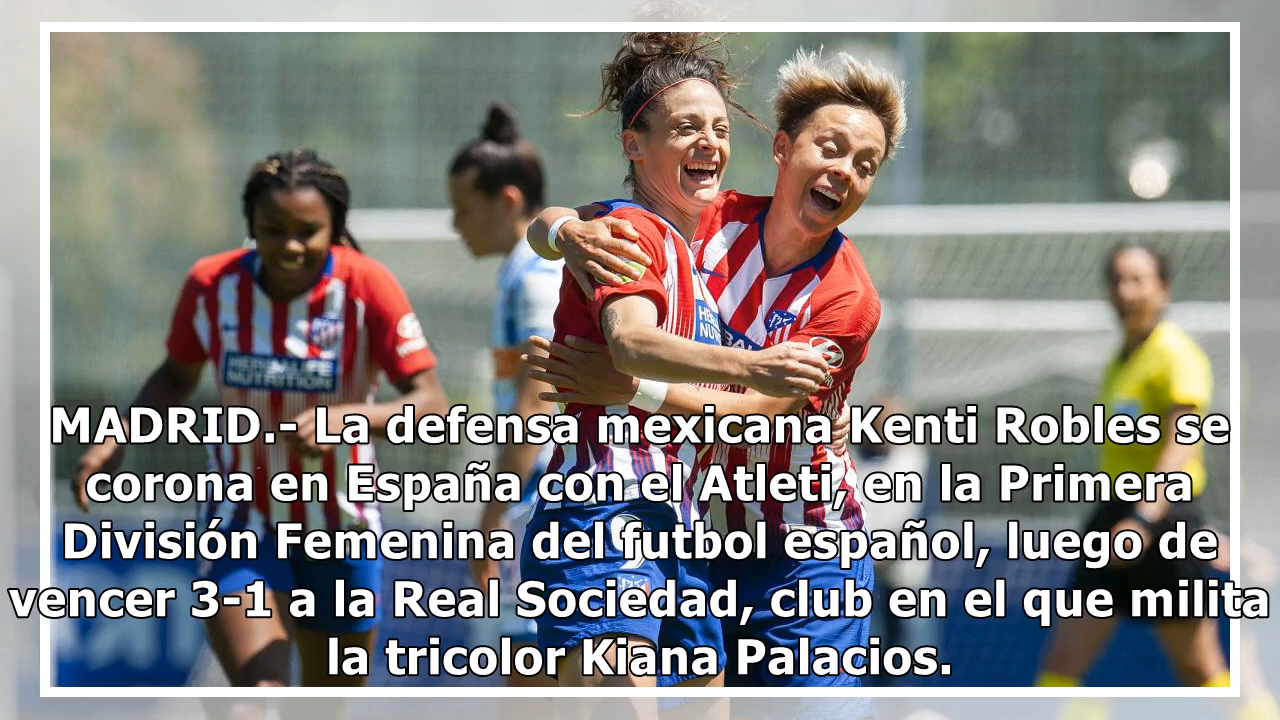 MADRID.- La defensa mexicana Kenti Robles se
corona en España con el Atleti, en la Primera
División Femenina del futbol español, luego de
vencer 3-1 a la Real Sociedad, club en el que milita
la tricolor Kiana Palacios.
HERBALIFE
NUTRITION